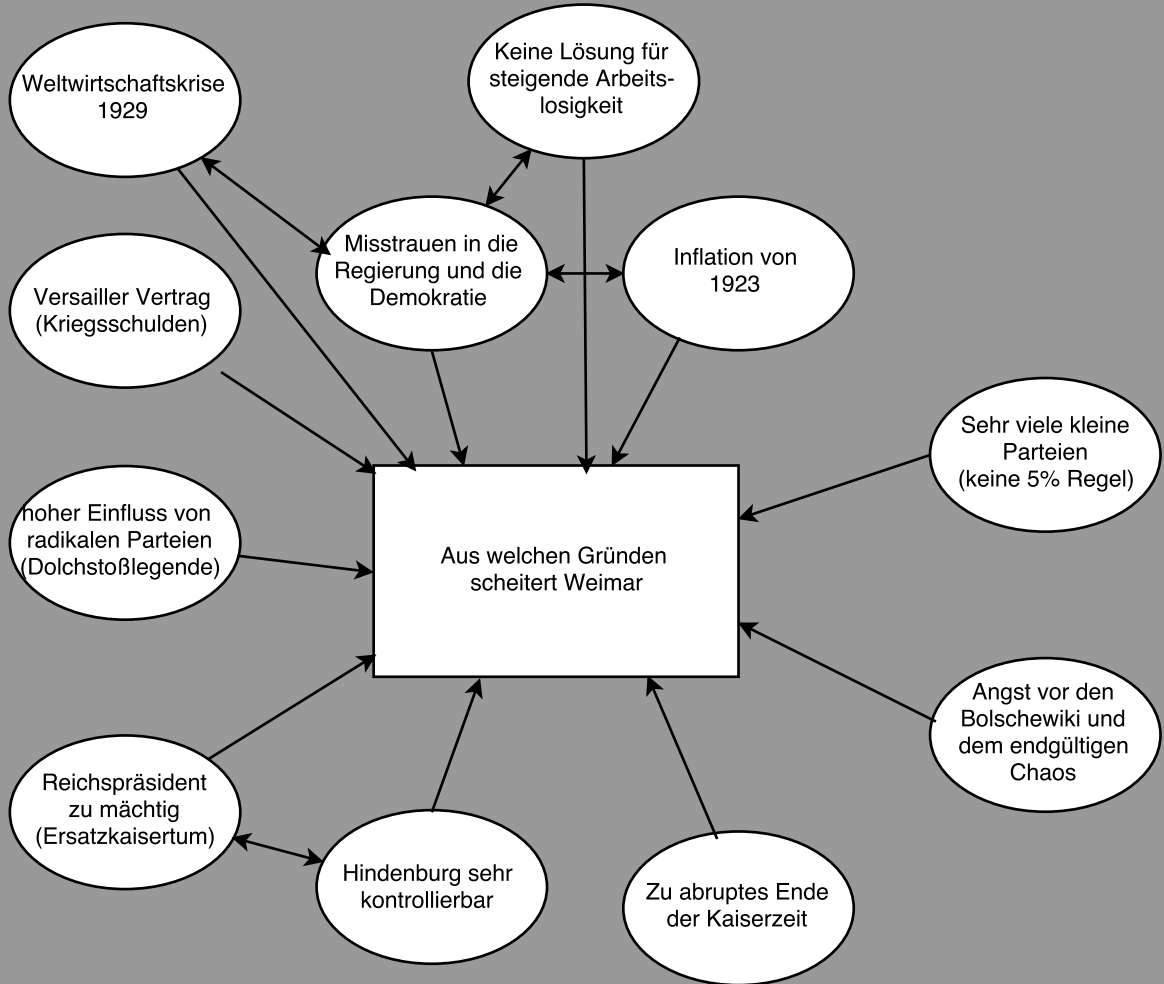 Keine Lösung für
steigende Arbeits-
losigkeit
Weltwirtschaftskrise
1929
Misstrauen in die
Regierung und die
Demokratie
Inflation von
1923
Versailler Vertrag
(Kriegsschulden)
Sehr viele kleine
Parteien
(keine 5% Regel)
hoher Einfluss von
radikalen Parteien
(Dolchstoßlegende)
Aus welchen Gründen
scheitert Weimar
Angst vor den
Bolschewiki und
dem endgültigen
Chaos
Reichspräsident
zu mächtig
(Ersatzkaisertum)
Hindenburg sehr
kontrollierbar
Zu abruptes Ende
der Kaiserzeit